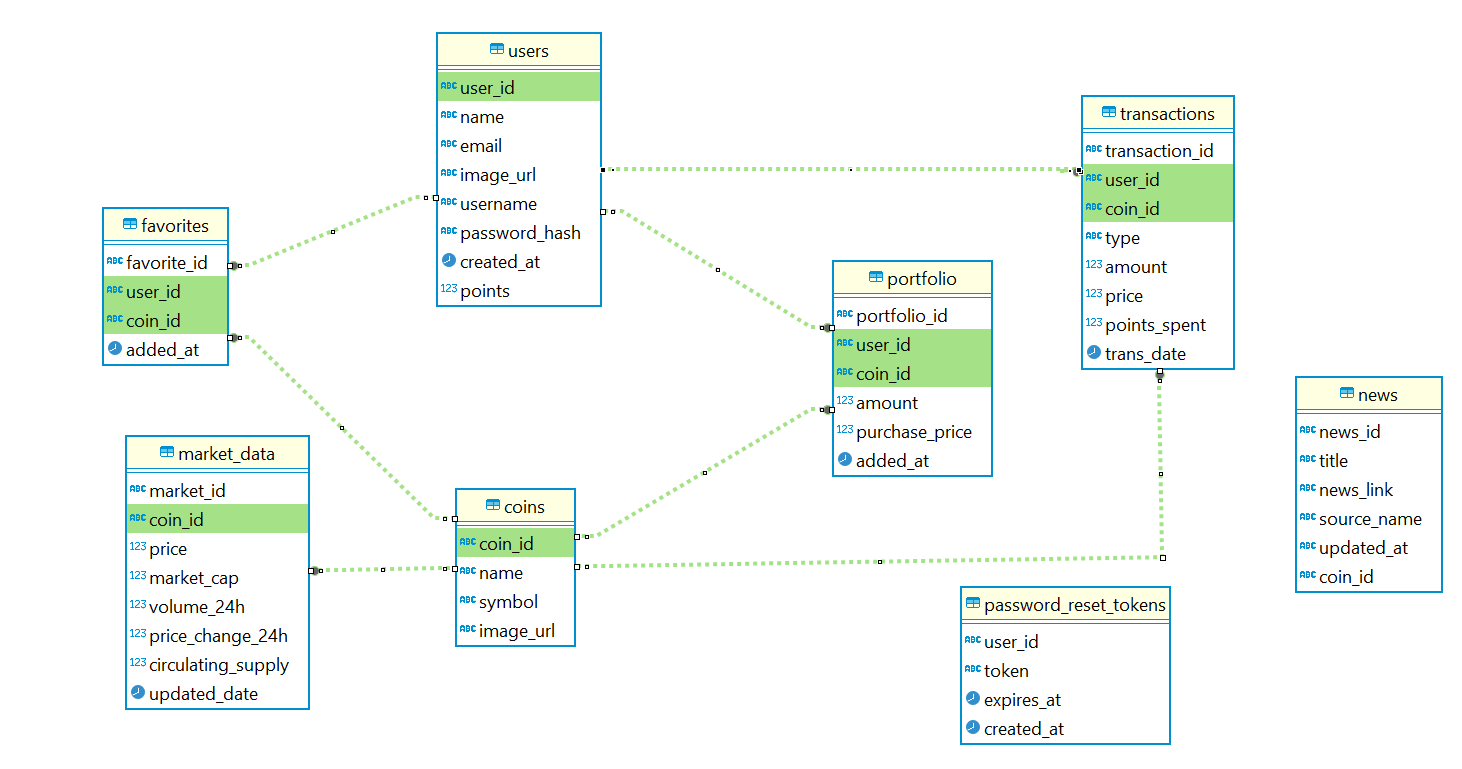 users
ABC user_id
ABC name
ABC email
ABC image_url
ABC username
ABC password_hash
created_at
123 points
transactions
ABC transaction_id
ABC user_id
ABC coin_id
ABC type
123 amount
123 price
123 points_spent
trans_date
favorites
ABC favorite_id
ABC user_id
ABC coin_id
added_at
portfolio
ABC portfolio_id
ABC user_id
ABC coin_id
123 amount
123 purchase_price
added_at
news
ABC news_id
ABC title
ABC news_link
ABC source_name
ABC updated_at
ABC coin_id
market_data
ABC market_id
ABC coin_id
123 price
123 market_cap
123 volume_24h
123 price_change_24h
123 circulating_supply
updated_date
coins
ABC coin_id
ABC name
ABC symbol
ABC image_url
password_reset_tokens
ABC user_id
ABC token
expires_at
created_at